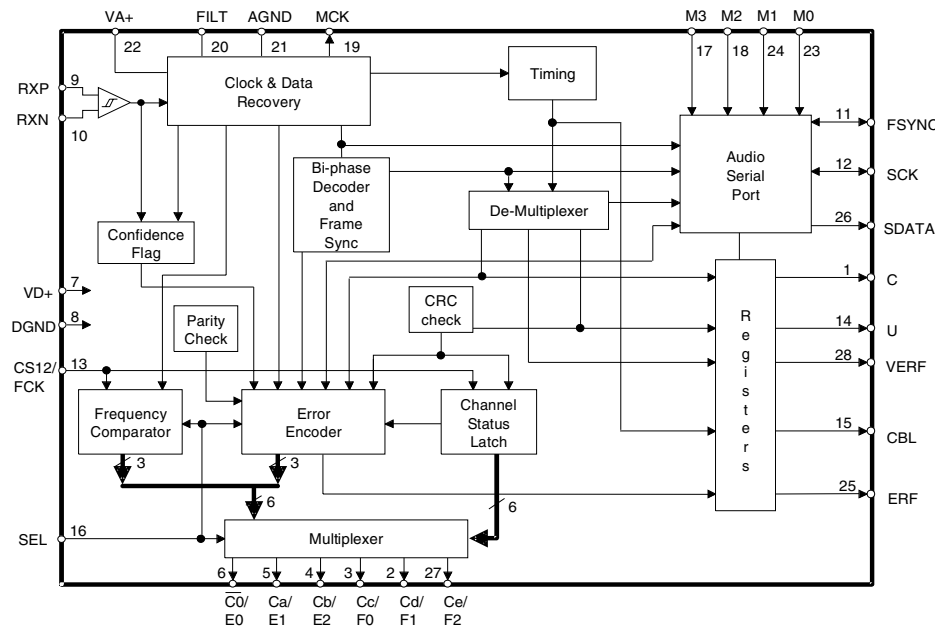 VA+ FILT AGND MCK M3 M2 M1 M0
22 20 21 19 17 18 24 23
RXP 9
RXN 10
Clock & Data
Recovery
Timing
11 FSYNC
Bi-phase
Decoder
and
Frame
Sync
Audio
Serial
Port
12 SCK
De-Multiplexer
26 SDATA
Confidence
Flag
1 C
VD+ 7
DGND 8
Parity
Check
CRC
check
Registers
14 U
28 VERF
CS12/
FCK
13
Frequency
Comparator
Error
Encoder
Channel
Status
Latch
15 CBL
3 3
6 6
25 ERF
SEL 16
Multiplexer
6 5 4 3 2 27
C0/ Ca/ Cb/ Cc/ Cd/ Ce/
E0 E1 E2 F0 F1 F2